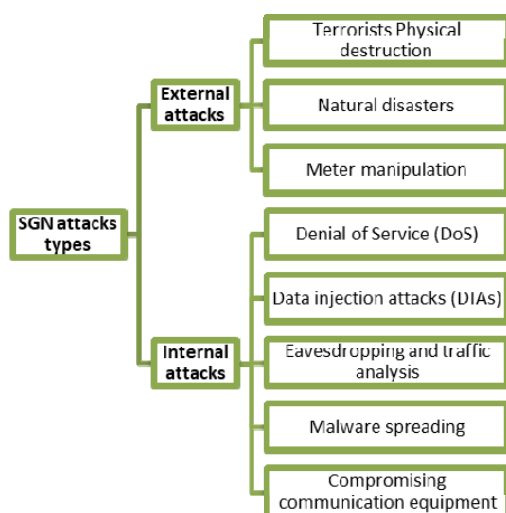 SGN attacks
types
External
attacks
Terrorists Physical
destruction
Natural disasters
Meter manipulation
Internal
attacks
Denial of Service (DoS)
Data injection attacks (DIAs)
Eavesdropping and traffic
analysis
Malware spreading
Compromising
communication equipment